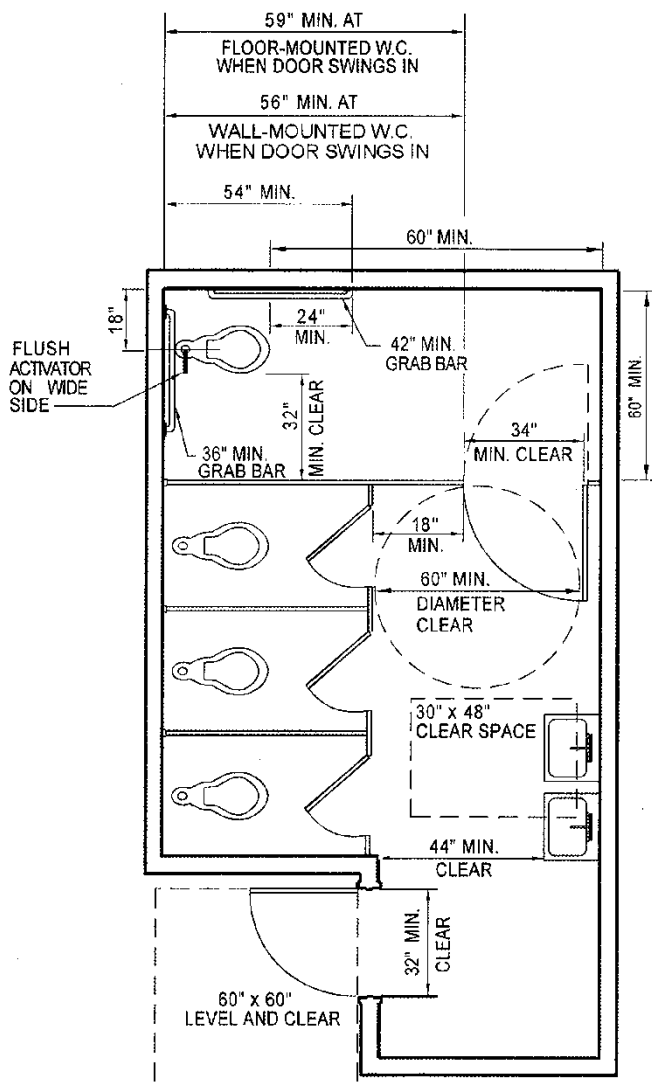 59" MIN. AT
FLOOR-MOUNTED W.C.
WHEN DOOR SWINGS IN
56" MIN. AT
WALL-MOUNTED W.C.
WHEN DOOR SWINGS IN
54" MIN.
60" MIN.
18"
24"
MIN.
42" MIN.
GRAB BAR
FLUSH
ACTIVATOR
ON WIDE
SIDE
32"
MIN. CLEAR
60" MIN.
34"
MIN. CLEAR
36" MIN.
GRAB BAR
18"
MIN.
60" MIN.
DIAMETER
CLEAR
30" x 48"
CLEAR SPACE
44" MIN.
CLEAR
32" MIN.
CLEAR
60" x 60"
LEVEL AND CLEAR